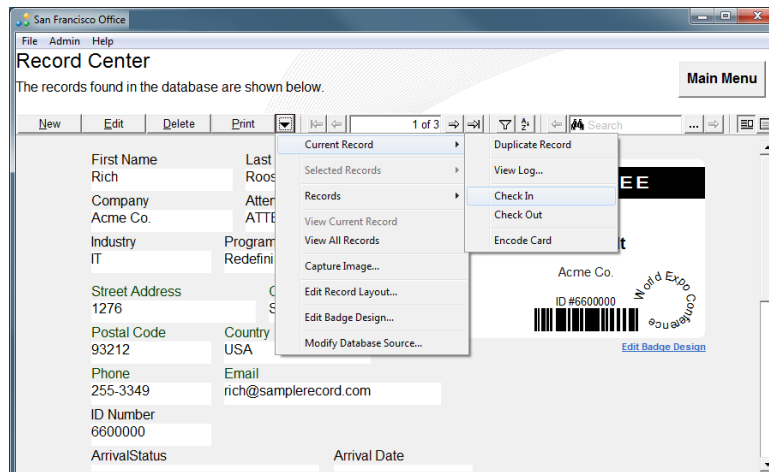 San Francisco Office
File Admin Help
Record Center
The records found in the database are shown below.
Main Menu
New Edit Delete Print 1 of 3 Search ...
Current Record
Selected Records
Records
View Current Record
View All Records
Capture Image...
Edit Record Layout...
Edit Badge Design...
Modify Database Source...
Duplicate Record
View Log...
Check In
Check Out
Encode Card
First Name Last
Rich Roos
Company Atten
Acme Co. ATTE
Industry Program
IT Redefini
Street Address C
1276 S
Postal Code Country
93212 USA
Phone Email
255-3349 rich@samplerecord.com
ID Number
6600000
ArrivalStatus Arrival Date
EE
t
Acme Co.
ID #6600000
World Expo Conference
Edit Badge Design